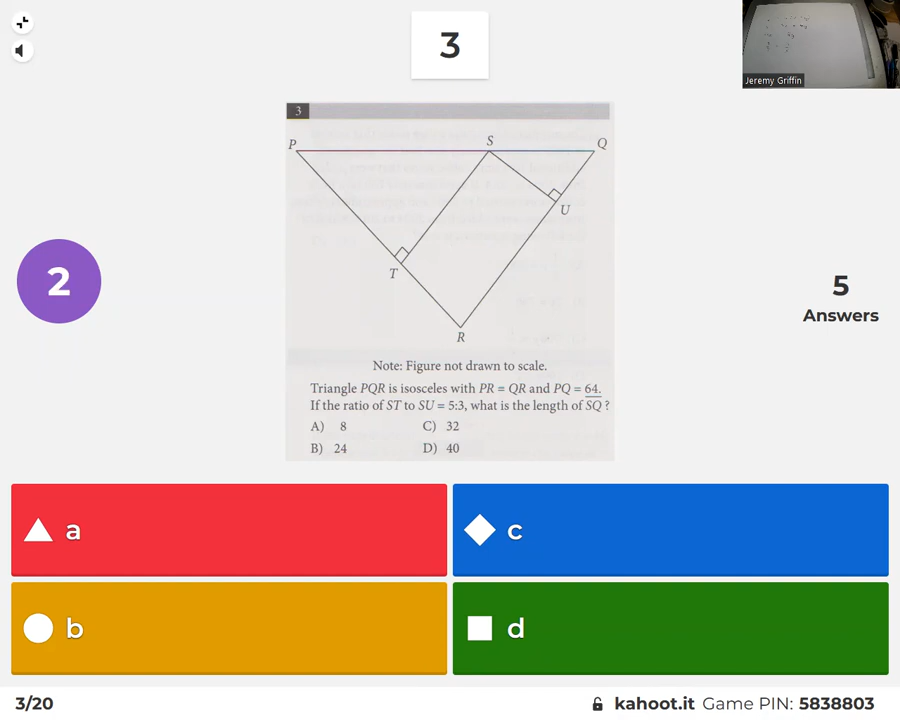 3
Jeremy Griffin
3
P
S
Q
U
T
R
2
5
Answers
Note: Figure not drawn to scale.
Triangle PQR is isosceles with PR = QR and PQ = 64.
If the ratio of ST to SU = 5:3, what is the length of SQ ?
A) 8
C) 32
B) 24
D) 40
a
c
b
d
3/20
kahoot.it Game PIN: 5838803